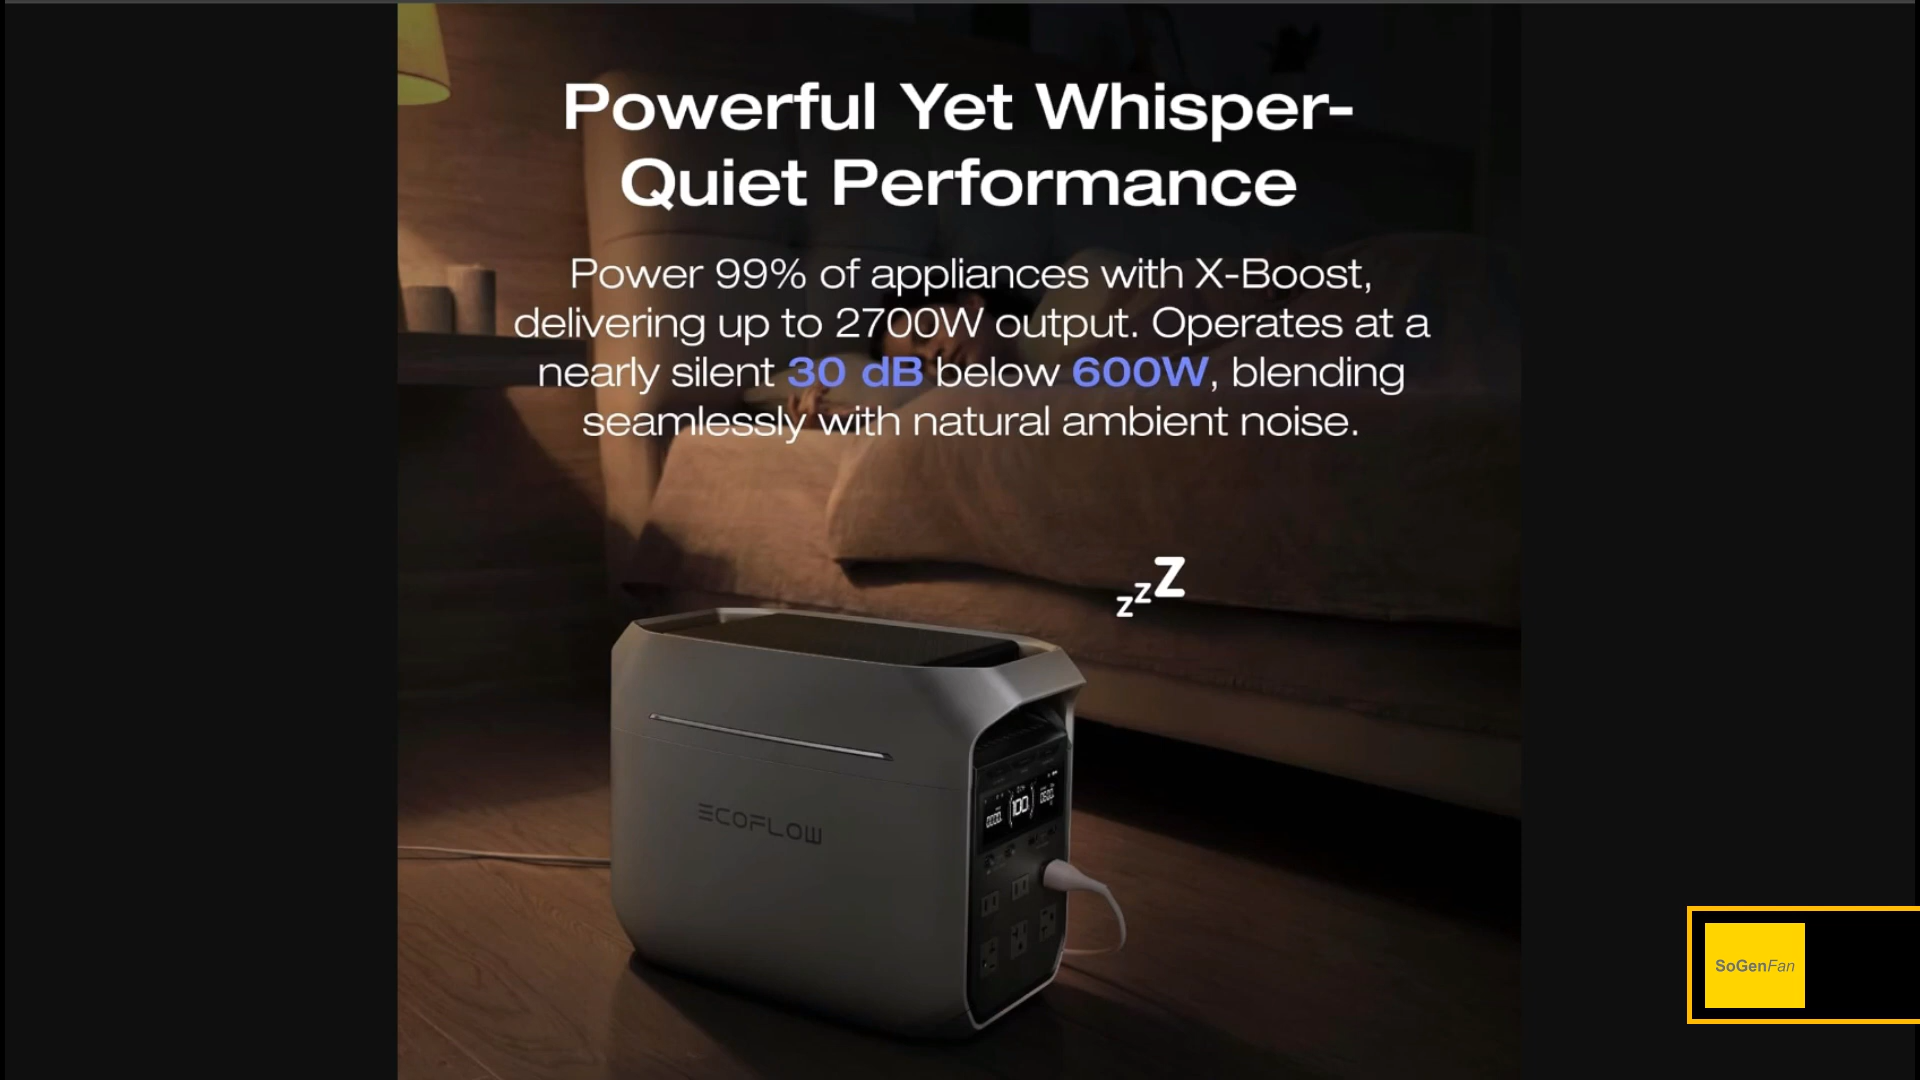 Powerful Yet Whisper-
Quiet Performance
Power 99% of appliances with X-Boost,
delivering up to 2700W output. Operates at a
nearly silent 30 dB below 600W, blending
seamlessly with natural ambient noise.
zzZ
100
ECOFLOW
SoGenFan